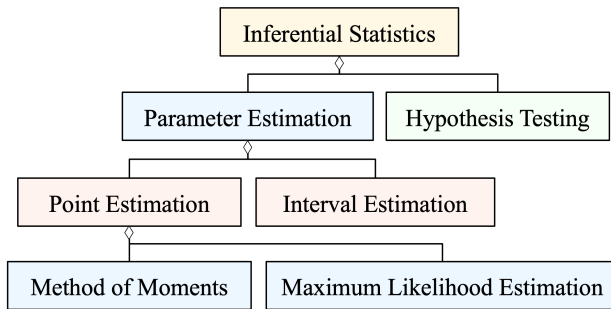 Inferential Statistics
Parameter Estimation
Hypothesis Testing
Point Estimation
Interval Estimation
Method of Moments
Maximum Likelihood Estimation